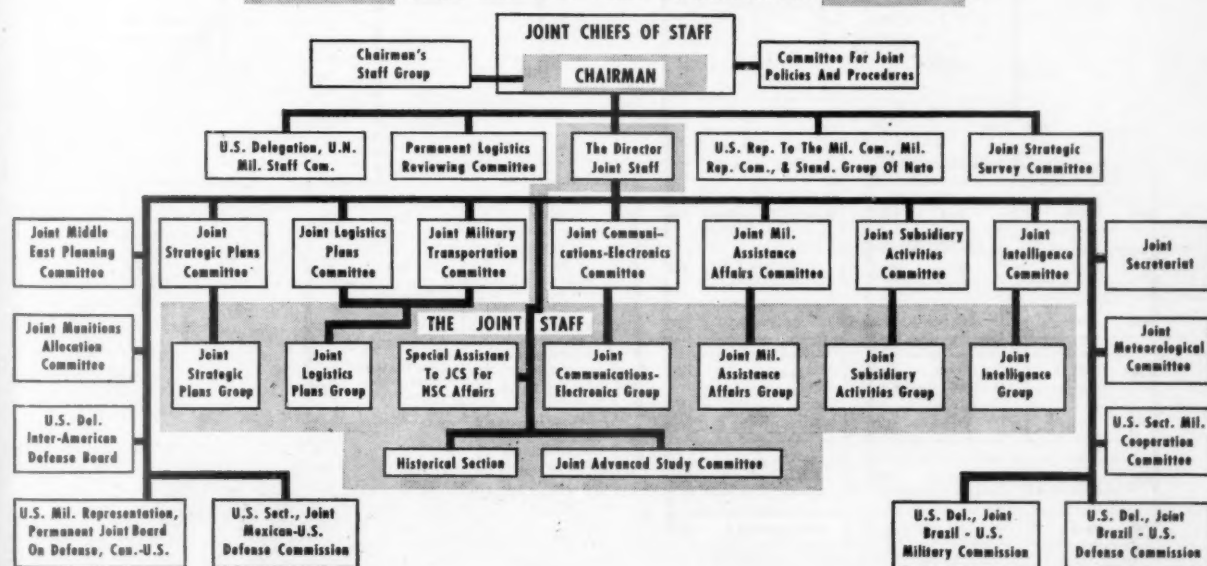 JOINT CHIEFS OF STAFF
CHAIRMAN
Chairman's
Staff Group
Committee For Joint
Policies And Procedures
U.S. Delegation, U.N.
Mil. Staff Com.
Permanent Logistics
Reviewing Committee
The Director
Joint Staff
U.S. Rep. To The Mil. Com., Mil.
Rep. Com., & Stand. Group Of Nato
Joint Strategic
Survey Committee
Joint Middle
East Planning
Committee
Joint
Strategic Plans
Committee
Joint Logistics
Plans
Committee
Joint Military
Transportation
Committee
Joint Communi-
cations-Electronics
Committee
Joint Mil.
Assistance
Affairs Committee
Joint Subsidiary
Activities
Committee
Joint
Intelligence
Committee
Joint
Secretariat
THE JOINT STAFF
Joint Munitions
Allocation
Committee
Joint
Strategic
Plans Group
Joint
Logistics
Plans Group
Special Assistant
To JCS For
NSC Affairs
Joint
Communications-
Electronics Group
Joint Mil.
Assistance
Affairs Group
Joint
Subsidiary
Activities Group
Joint
Intelligence
Group
Joint
Meteorological
Committee
U.S. Del.
Inter-American
Defense Board
Historical Section
Joint Advanced Study Committee
U.S. Sect. Mil.
Cooperation
Committee
U.S. Mil. Representation,
Permanent Joint Board
On Defense, Can.-U.S.
U.S. Sect., Joint
Mexican-U.S.
Defense Commission
U.S. Del., Joint
Brazil - U.S.
Military Commission
U.S. Del., Joint
Brazil - U.S.
Defense Commission